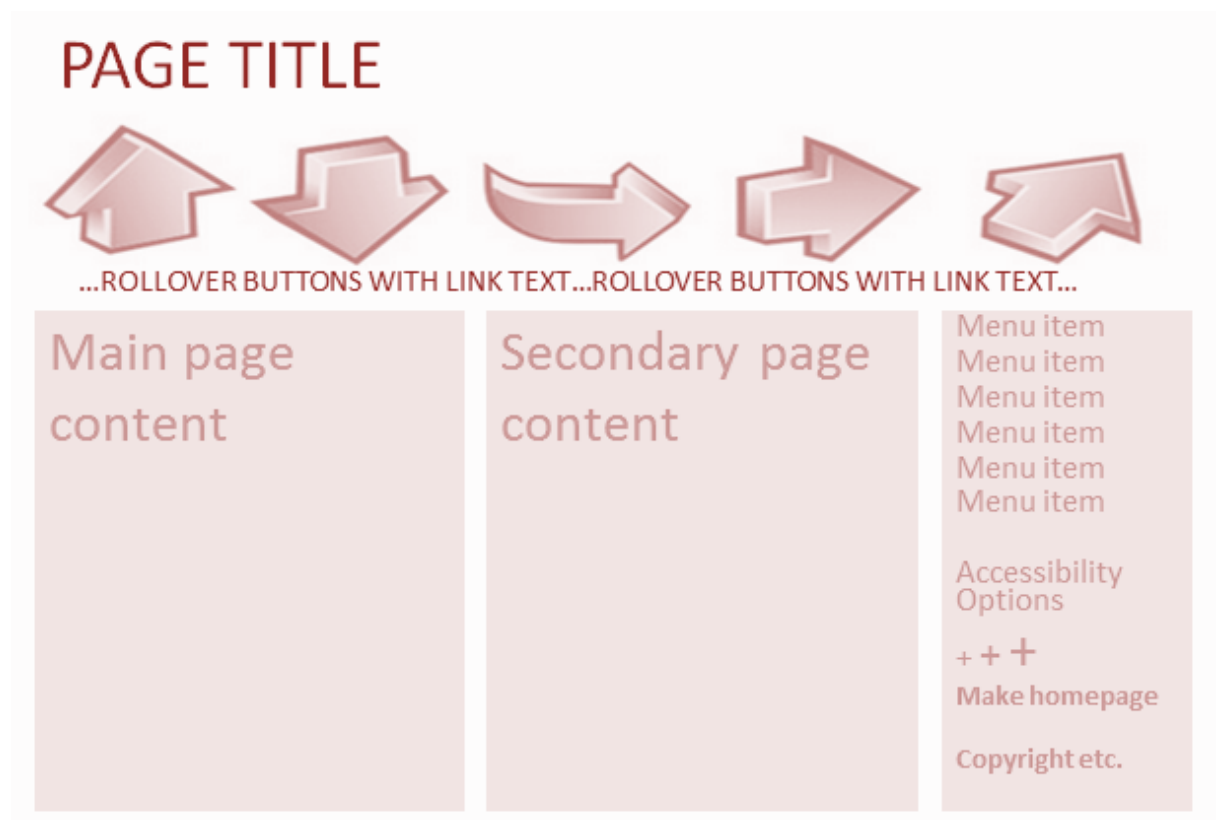 PAGE TITLE
...ROLLOVER BUTTONS WITH LINK TEXT...ROLLOVER BUTTONS WITH LINK TEXT...
Main page
content
Secondary page
content
Menu item
Menu item
Menu item
Menu item
Menu item
Menu item
Accessibility
Options
+ + +
Make homepage
Copyright etc.